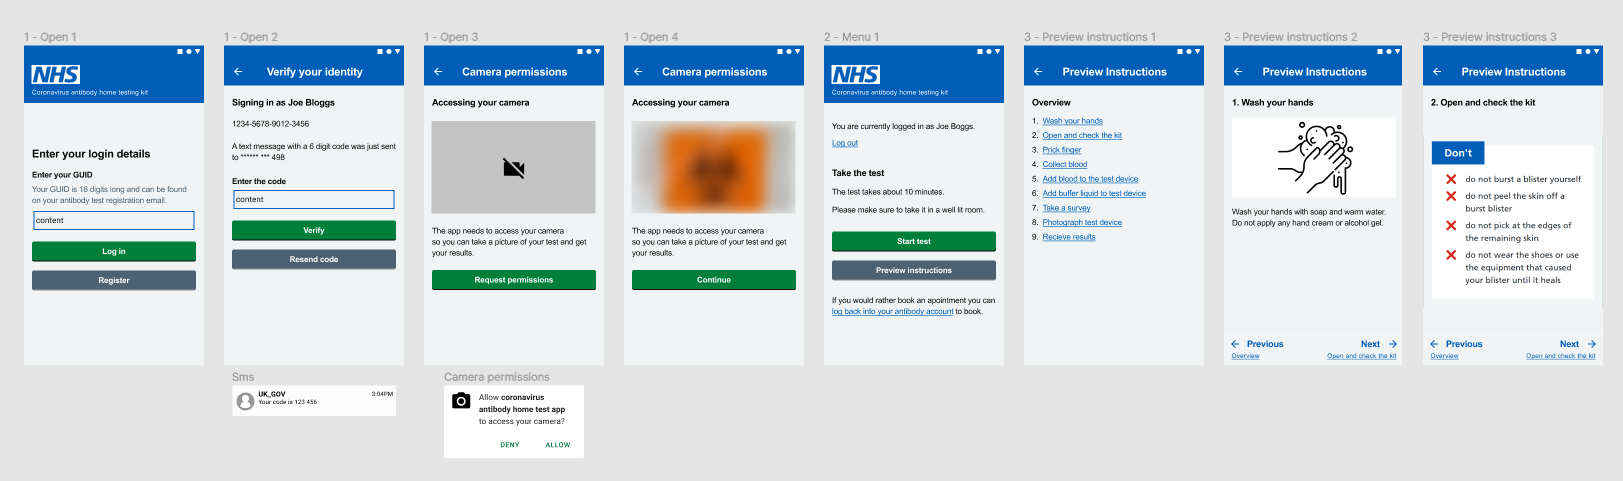 1 - Open 1
NHS
Coronavirus antibody home testing kit
Enter your login details
Enter your GUID
Your GUID is 16 digits long and can be found
on your antibody test registration email.
content
Log in
Register
1 - Open 2
Verify your identity
Signing in as Joe Bloggs
1234-5678-9012-3456
A text message with a 6 digit code was just sent
to ****** *** 498
Enter the code
content
Verify
Resend code
Sms
UK_GOV
3:04PM
Your code is 123 456
1 - Open 3
Camera permissions
Accessing your camera
The app needs to access your camera
so you can take a picture of your test and get
your results.
Request permissions
Camera permissions
Allow coronavirus
antibody home test app
to access your camera?
DENY
ALLOW
1 - Open 4
Camera permissions
Accessing your camera
The app needs to access your camera
so you can take a picture of your test and get
your results.
Continue
2 - Menu 1
NHS
Coronavirus antibody home testing kit
You are currently logged in as Joe Boggs.
Log out
Take the test
The test takes about 10 minutes.
Please make sure to take it in a well lit room.
Start test
Preview instructions
If you would rather book an apointment you can
log back into your antibody account to book.
3 - Preview instructions 1
Preview Instructions
Overview
1. Wash your hands
2. Open and check the kit
3. Prick finger
4. Collect blood
5. Add blood to the test device
6. Add buffer liquid to test device
7. Take a survey
8. Photograph test device
9. Recieve results
3 - Preview instructions 2
Preview Instructions
1. Wash your hands
Wash your hands with soap and warm water.
Do not apply any hand cream or alcohol gel.
Previous
Next
Overview
Open and check the kit
3 - Preview instructions 3
Preview Instructions
2. Open and check the kit
Don't
do not burst a blister yourself
do not peel the skin off a
burst blister
do not pick at the edges of
the remaining skin
do not wear the shoes or use
the equipment that caused
your blister until it heals
Previous
Next
Overview
Open and check the kit